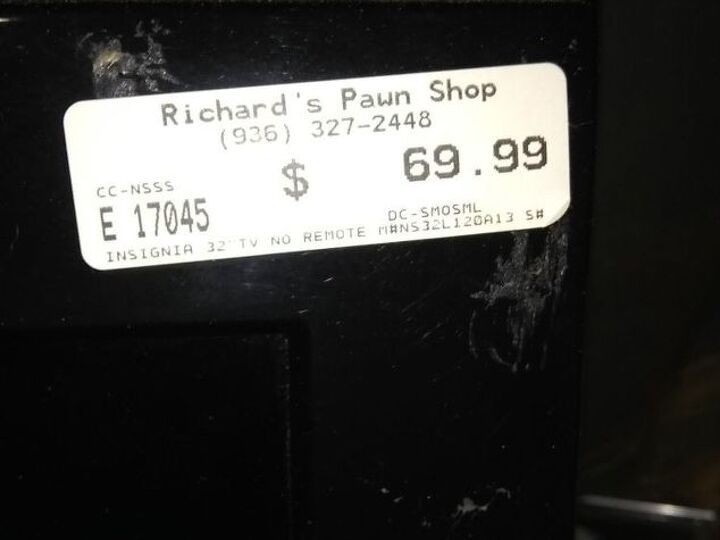 Richard's Pawn Shop
(936) 327-2448
$ 69.99
CC-NSSS
E 17045
DC-SMOSML
INSIGNIA 32" TV NO REMOTE M#NS32L120A13 S#